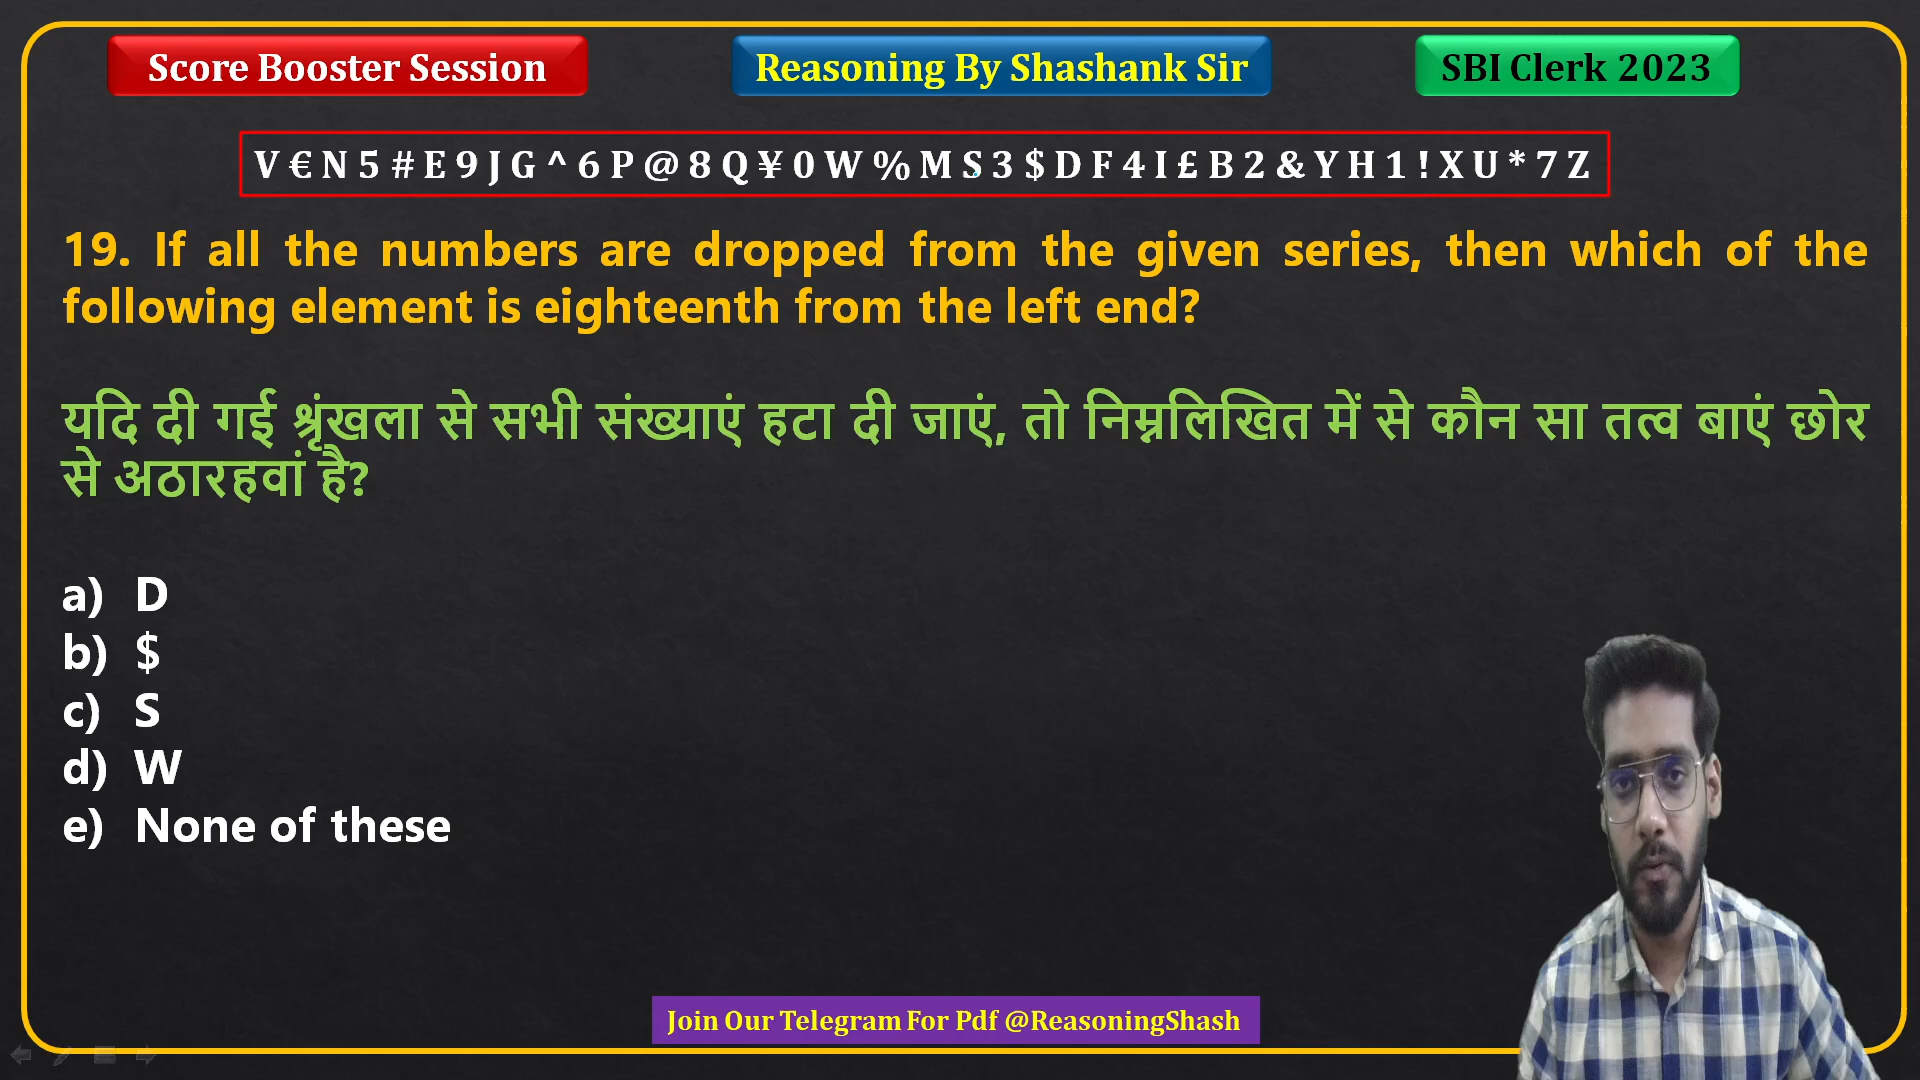 Score Booster Session
Reasoning By Shashank Sir
SBI Clerk 2023
V € N 5 # E 9 J G ^ 6 P @ 8 Q ¥ 0 W % M S 3 $ D F 4 I £ B 2 & Y H 1 ! X U * 7 Z
19. If all the numbers are dropped from the given series, then which of the
following element is eighteenth from the left end?
यदि दी गई श्रृंखला से सभी संख्याएं हटा दी जाएं, तो निम्नलिखित में से कौन सा तत्व बाएं छोर
से अठारहवां है?
a) D
b) $
c) S
d) W
e) None of these
Join Our Telegram For Pdf @ReasoningShash